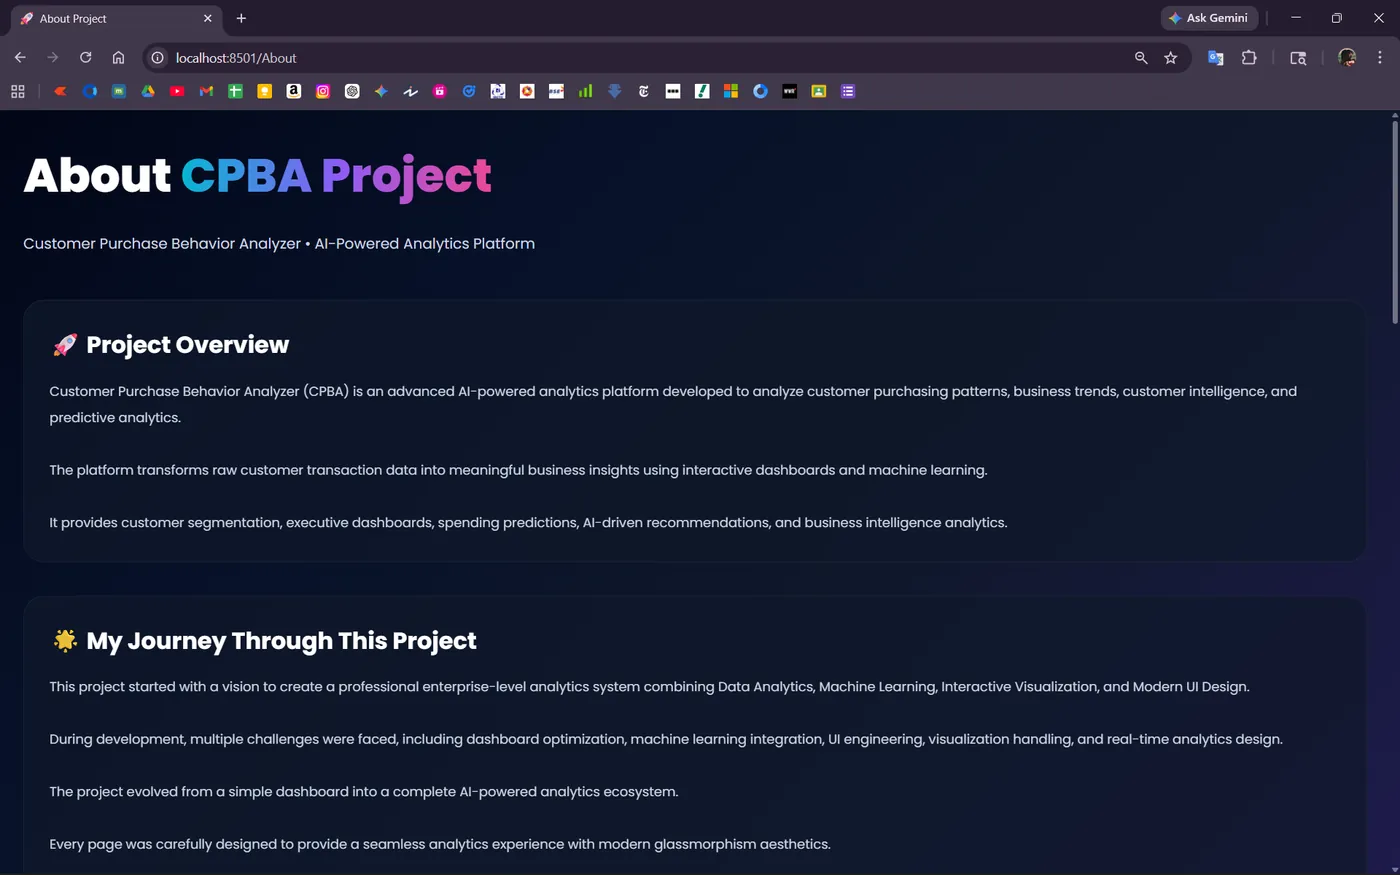 About Project
Ask Gemini
localhost:8501/About
About CPBA Project
Customer Purchase Behavior Analyzer • AI-Powered Analytics Platform
🚀 Project Overview
Customer Purchase Behavior Analyzer (CPBA) is an advanced AI-powered analytics platform developed to analyze customer purchasing patterns, business trends, customer intelligence, and
predictive analytics.
The platform transforms raw customer transaction data into meaningful business insights using interactive dashboards and machine learning.
It provides customer segmentation, executive dashboards, spending predictions, AI-driven recommendations, and business intelligence analytics.
🌟 My Journey Through This Project
This project started with a vision to create a professional enterprise-level analytics system combining Data Analytics, Machine Learning, Interactive Visualization, and Modern UI Design.
During development, multiple challenges were faced, including dashboard optimization, machine learning integration, UI engineering, visualization handling, and real-time analytics design.
The project evolved from a simple dashboard into a complete AI-powered analytics ecosystem.
Every page was carefully designed to provide a seamless analytics experience with modern glassmorphism aesthetics.